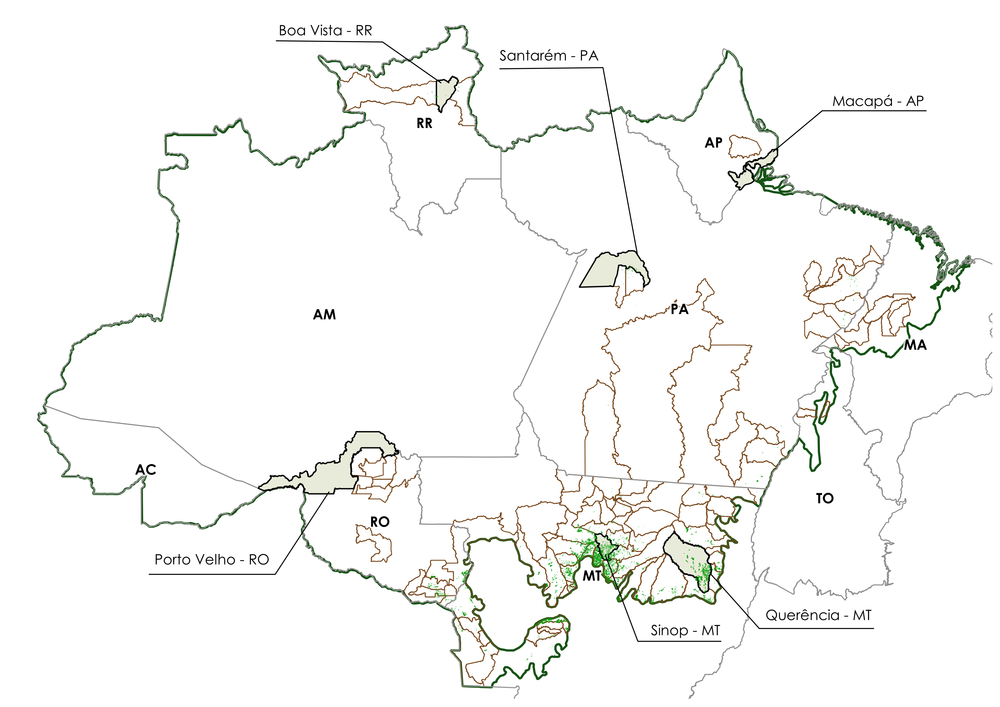 Boa Vista - RR
Santarém - PA
Macapá - AP
RR
AP
AM
PA
MA
AC
TO
RO
Porto Velho - RO
MT
Querência - MT
Sinop - MT